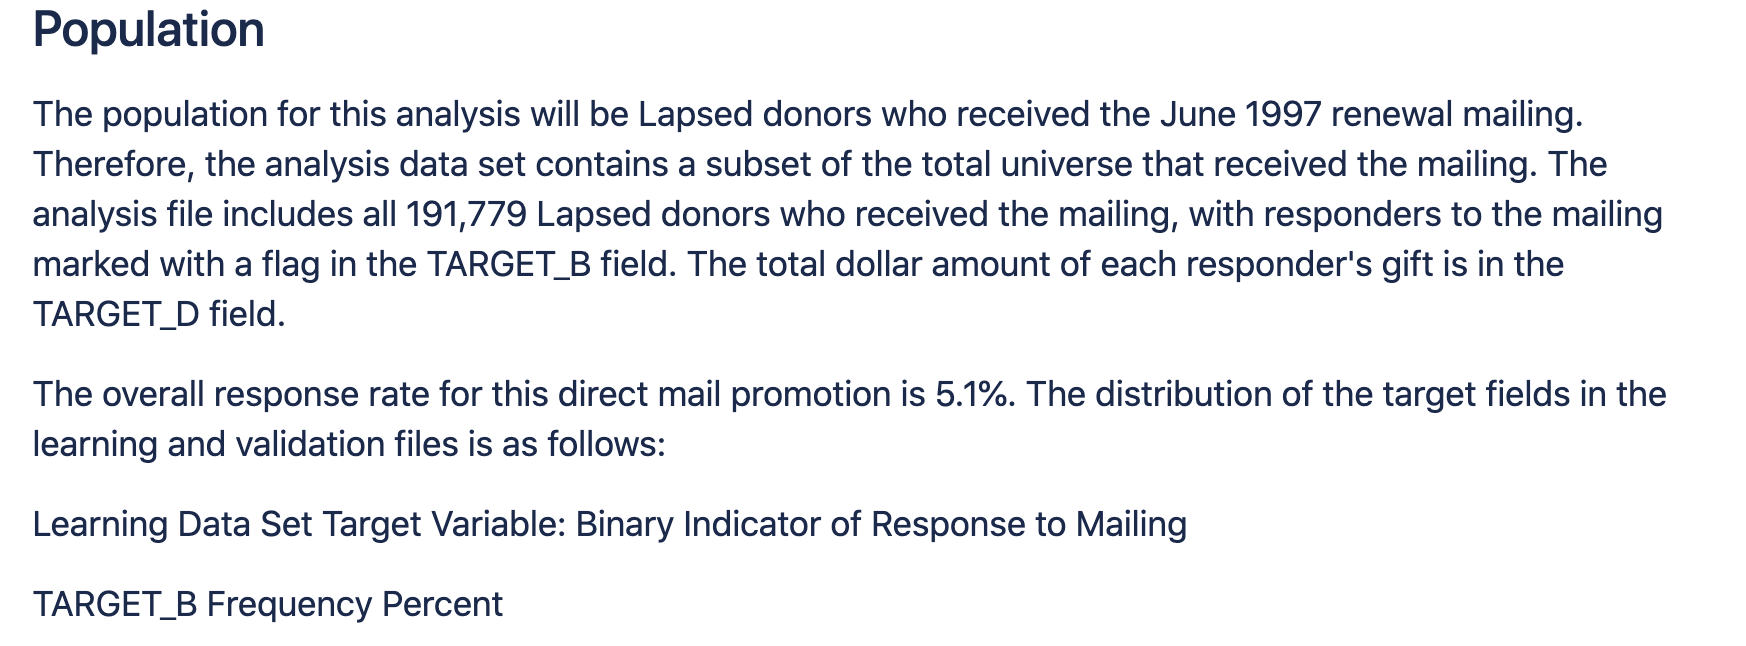 Population
The population for this analysis will be Lapsed donors who received the June 1997 renewal mailing.
Therefore, the analysis data set contains a subset of the total universe that received the mailing. The
analysis file includes all 191,779 Lapsed donors who received the mailing, with responders to the mailing
marked with a flag in the TARGET_B field. The total dollar amount of each responder's gift is in the
TARGET_D field.
The overall response rate for this direct mail promotion is 5.1%. The distribution of the target fields in the
learning and validation files is as follows:
Learning Data Set Target Variable: Binary Indicator of Response to Mailing
TARGET_B Frequency Percent